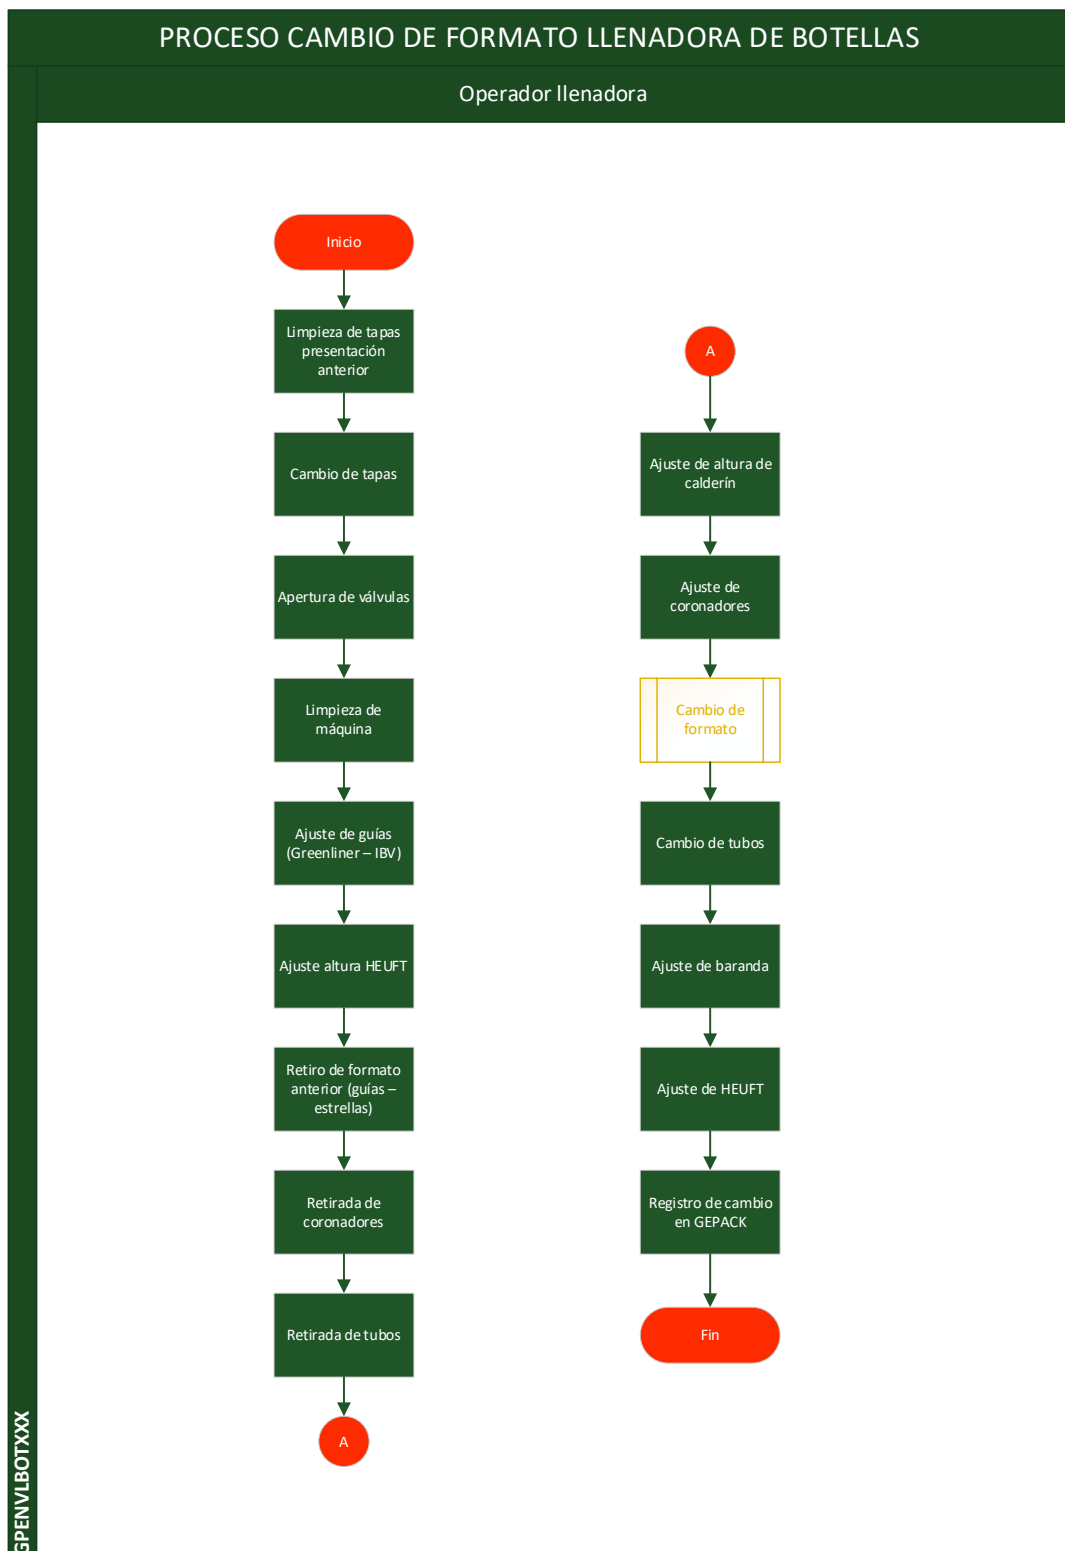 PROCESO CAMBIO DE FORMATO LLENADORA DE BOTELLAS
Operador llenadora
Inicio
Limpieza de tapas
presentación
anterior
Cambio de tapas
Apertura de válvulas
Limpieza de
máquina
Ajuste de guías
(Greenliner – IBV)
Ajuste altura HEUFT
Retiro de formato
anterior (guías –
estrellas)
Retirada de
coronadores
Retirada de tubos
A
A
Ajuste de altura de
calderín
Ajuste de
coronadores
Cambio de
formato
Cambio de tubos
Ajuste de baranda
Ajuste de HEUFT
Registro de cambio
en GEPACK
Fin
GPENVLBOTXXX